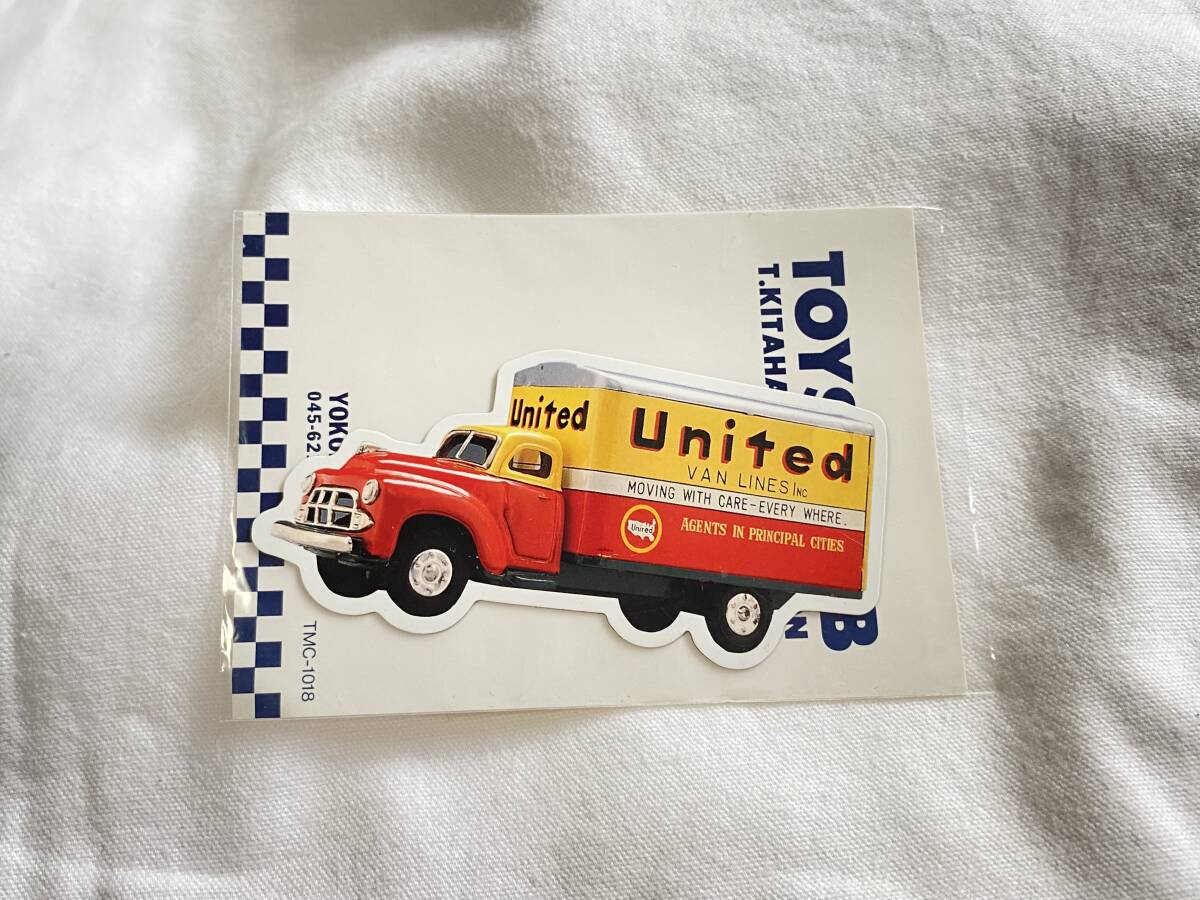 TOYS
T.KITAHA
United
United
VAN LINES INC
MOVING WITH CARE-EVERY WHERE.
United
AGENTS IN PRINCIPAL CITIES
YOKO
045-62
TMC-1018